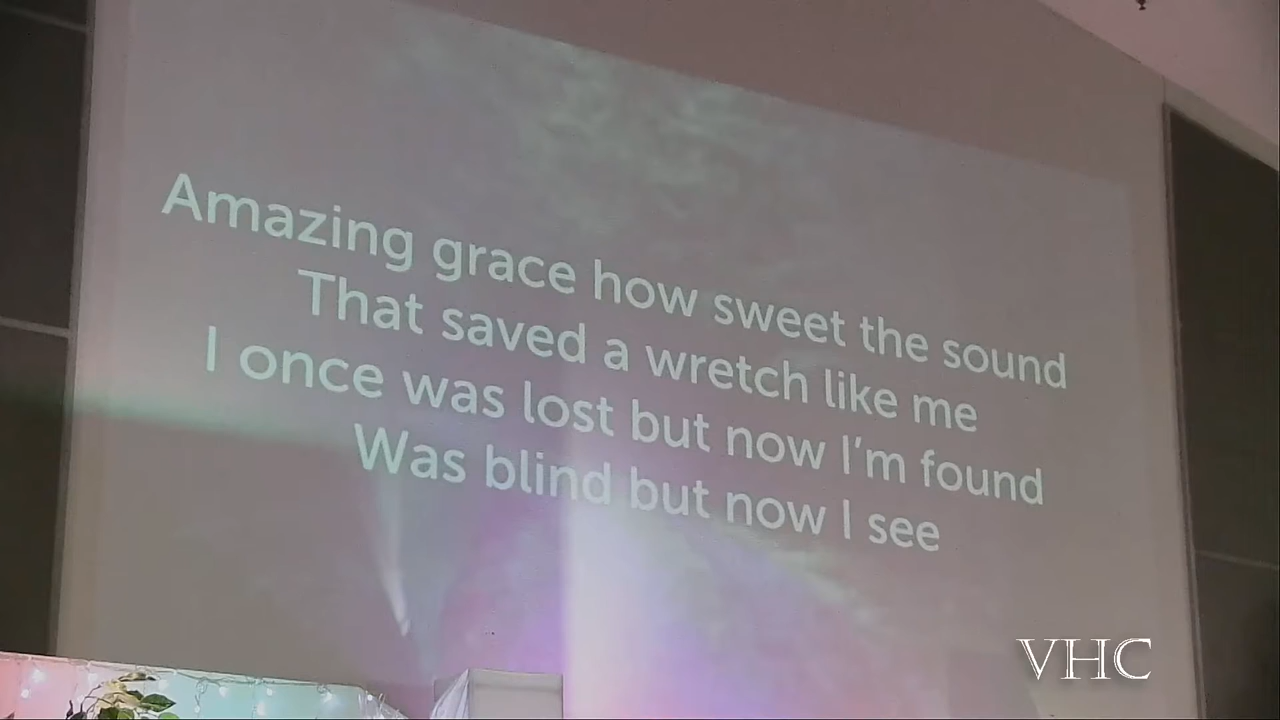 Amazing grace how sweet the sound
That saved a wretch like me
I once was lost but now I'm found
Was blind but now I see
VHC